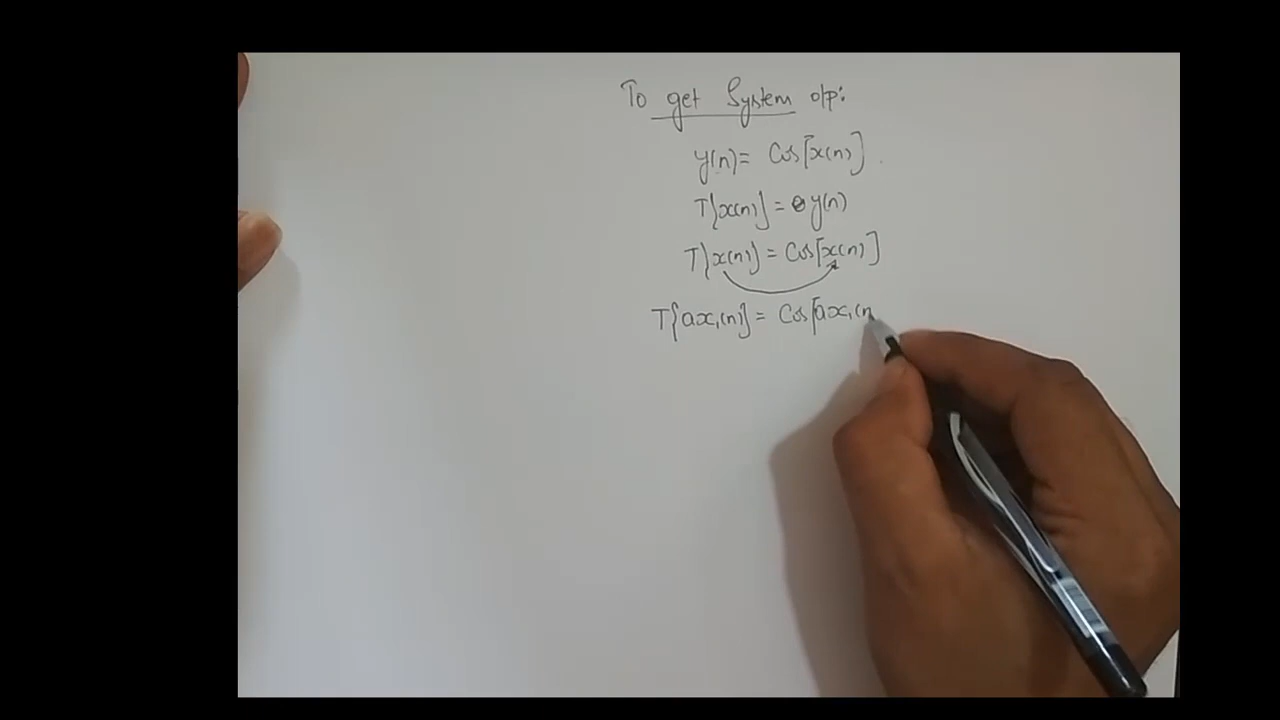 To get System o/p:
y(n) = Cos[x(n)]
T{x(n)} = y(n)
T{x(n)} = Cos[x(n)]
T{ax₁(n)} = Cos[ax₁(n